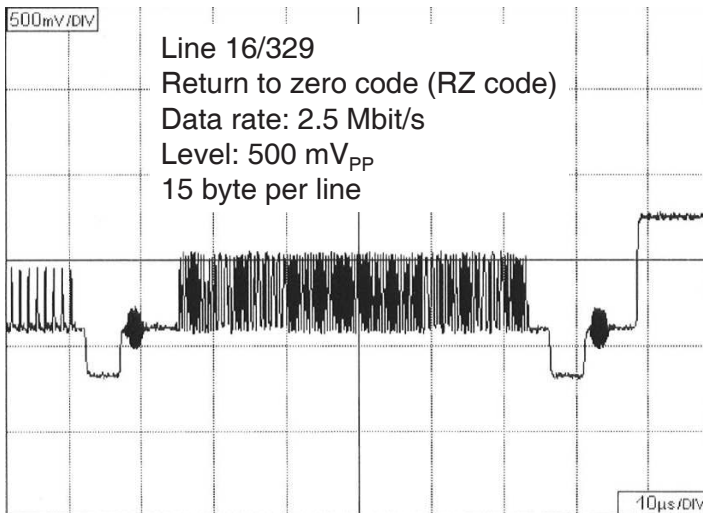 500mV/DIV
Line 16/329
Return to zero code (RZ code)
Data rate: 2.5 Mbit/s
Level: 500 mVPP
15 byte per line
10µs/DIV